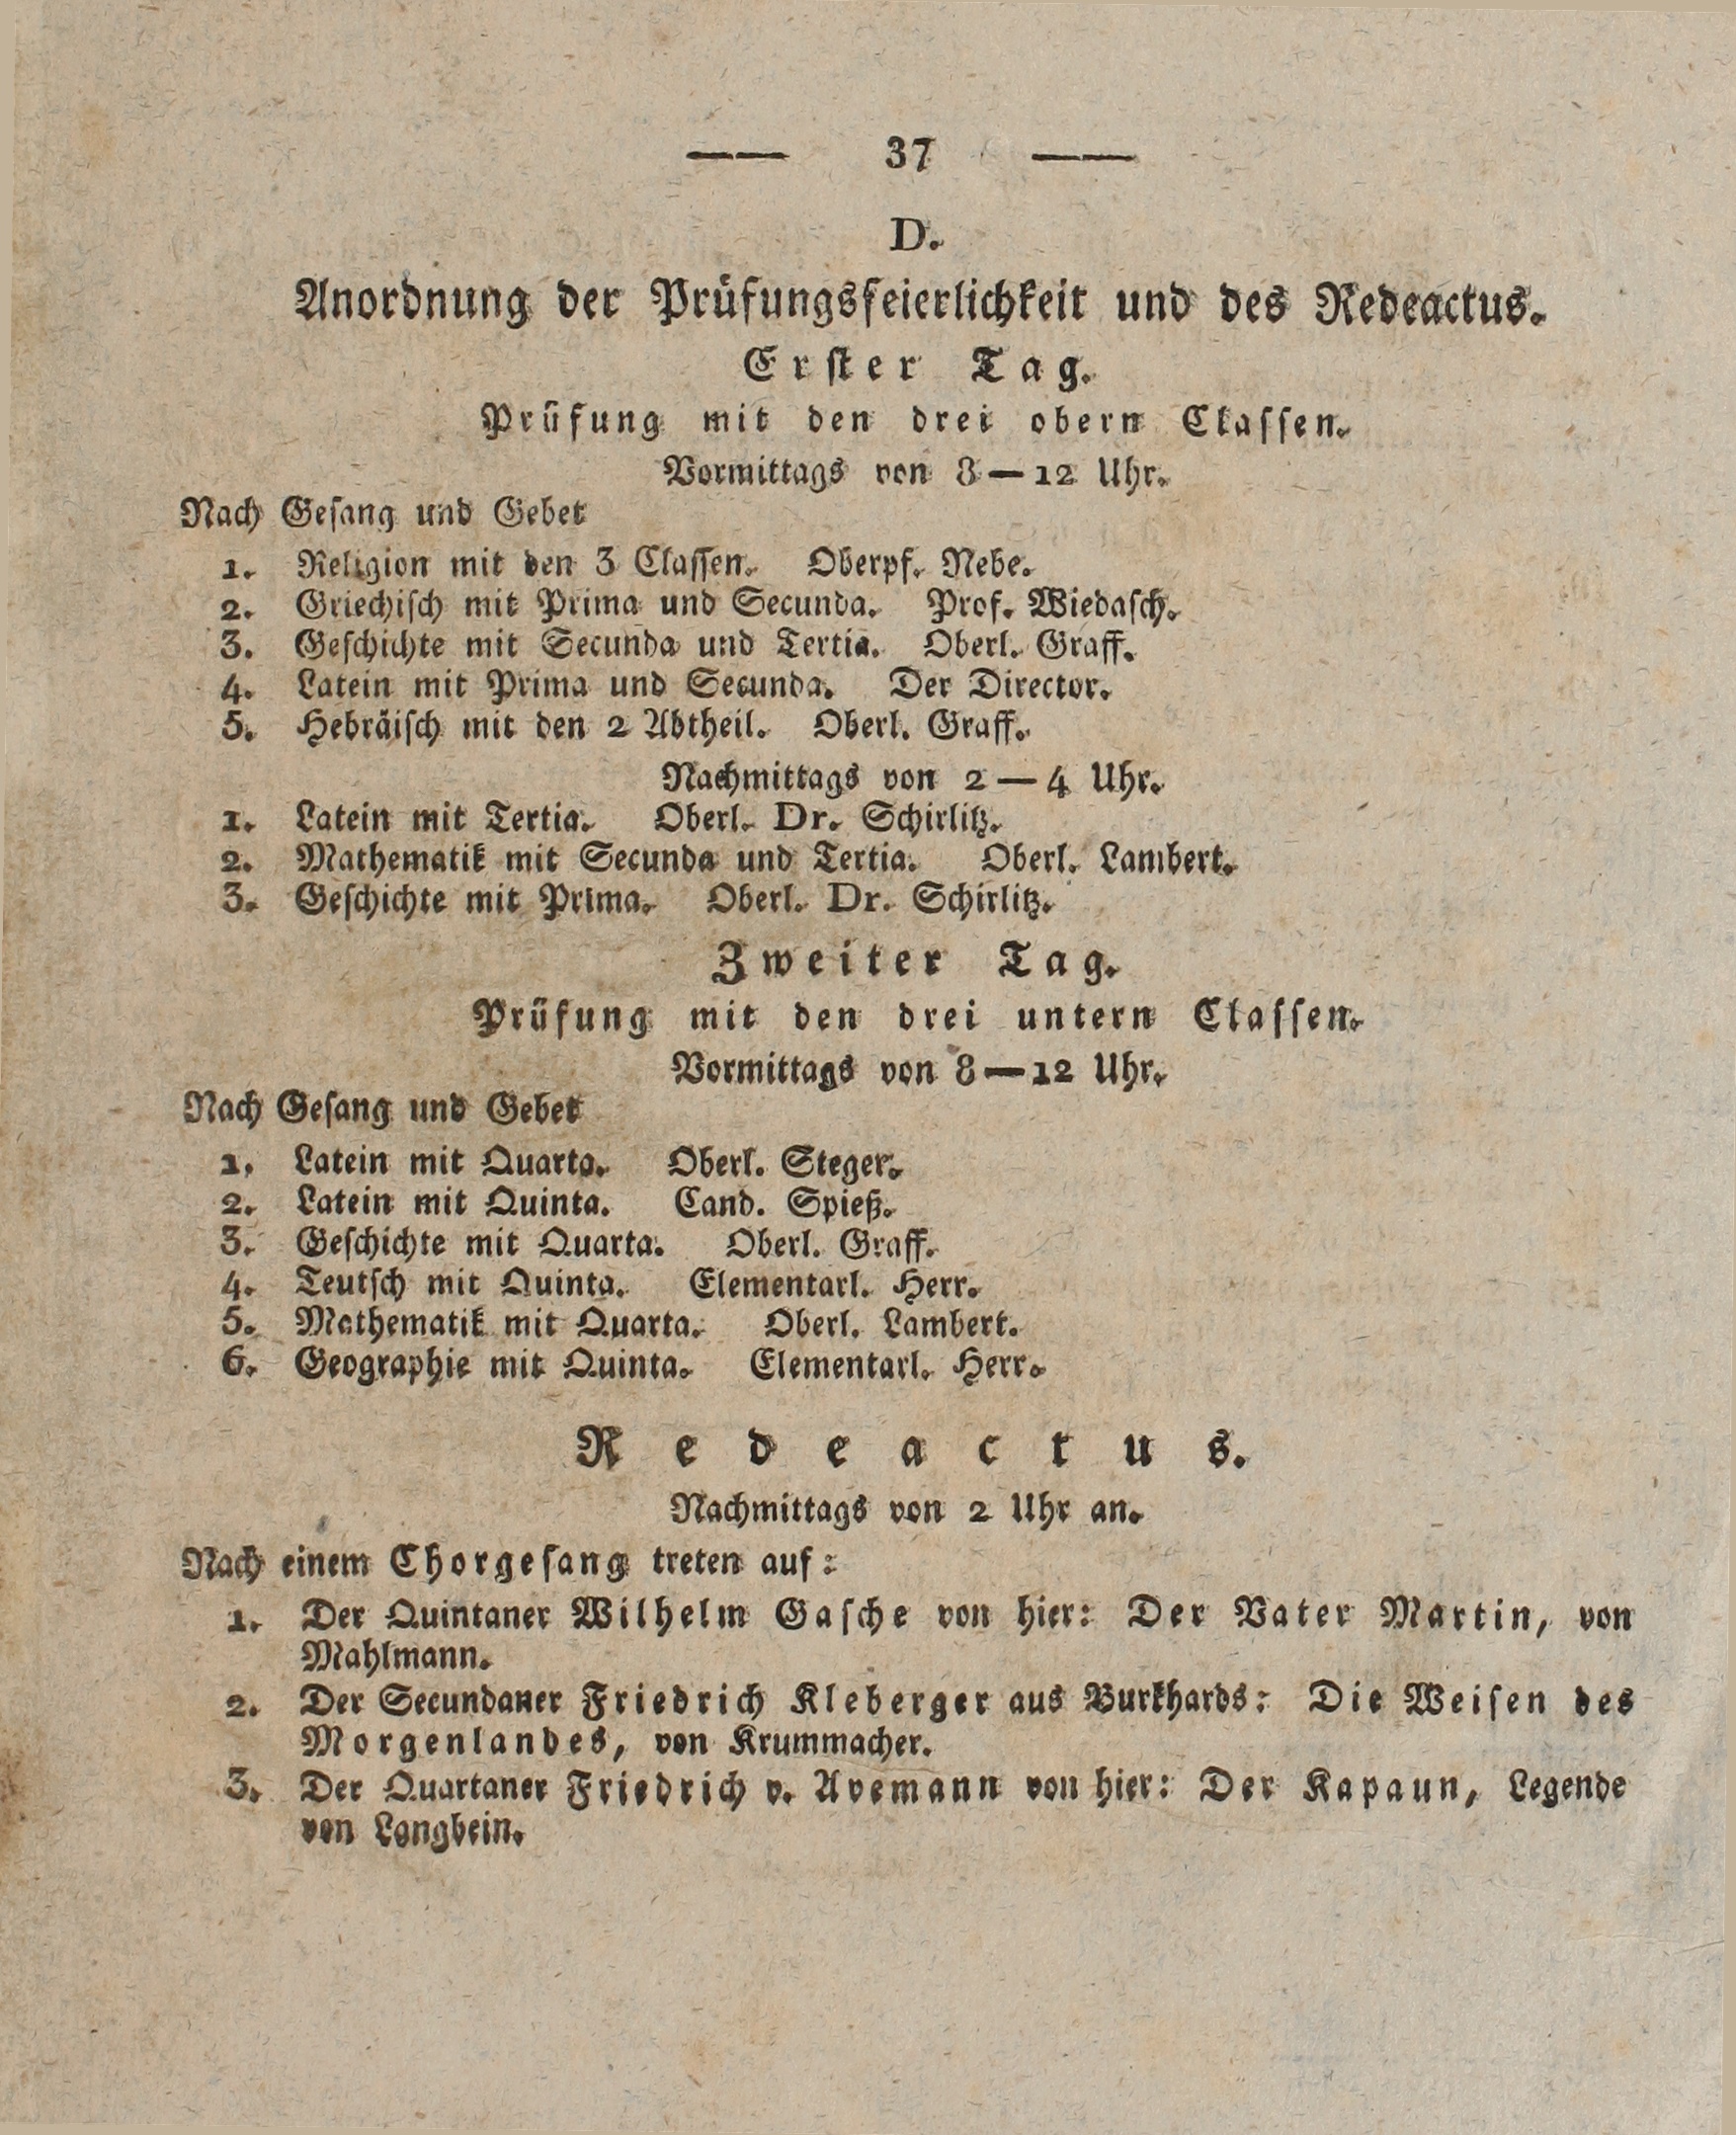 — 37 —
D.
Anordnung der Prüfungsfeierlichkeit und des Redeactus.
Erster Tag.
Prüfung mit den drei obern Classen.
Vormittags von 8—12 Uhr.
Nach Gesang und Gebet
1. Religion mit den 3 Classen. Oberpf. Nebe.
2. Griechisch mit Prima und Secunda. Prof. Wiedasch.
3. Geschichte mit Secunda und Tertia. Oberl. Graff.
4. Latein mit Prima und Secunda. Der Director.
5. Hebräisch mit den 2 Abtheil. Oberl. Graff.
Nachmittags von 2—4 Uhr.
1. Latein mit Tertia. Oberl. Dr. Schirlitz.
2. Mathematik mit Secunda und Tertia. Oberl. Lambert.
3. Geschichte mit Prima. Oberl. Dr. Schirlitz.
Zweiter Tag.
Prüfung mit den drei untern Classen.
Vormittags von 8—12 Uhr.
Nach Gesang und Gebet
1. Latein mit Quarta. Oberl. Steger.
2. Latein mit Quinta. Cand. Spieß.
3. Geschichte mit Quarta. Oberl. Graff.
4. Teutsch mit Quinta. Elementarl. Herr.
5. Mathematik mit Quarta. Oberl. Lambert.
6. Geographie mit Quinta. Elementarl. Herr.
Redeactus.
Nachmittags von 2 Uhr an.
Nach einem Chorgesang treten auf:
1. Der Quintaner Wilhelm Gasche von hier: Der Vater Martin, von
Mahlmann.
2. Der Secundaner Friedrich Kleberger aus Burkhards: Die Weisen des
Morgenlandes, von Krummacher.
3. Der Quartaner Friedrich v. Avemann von hier: Der Kapaun, Legende
von Langbein.